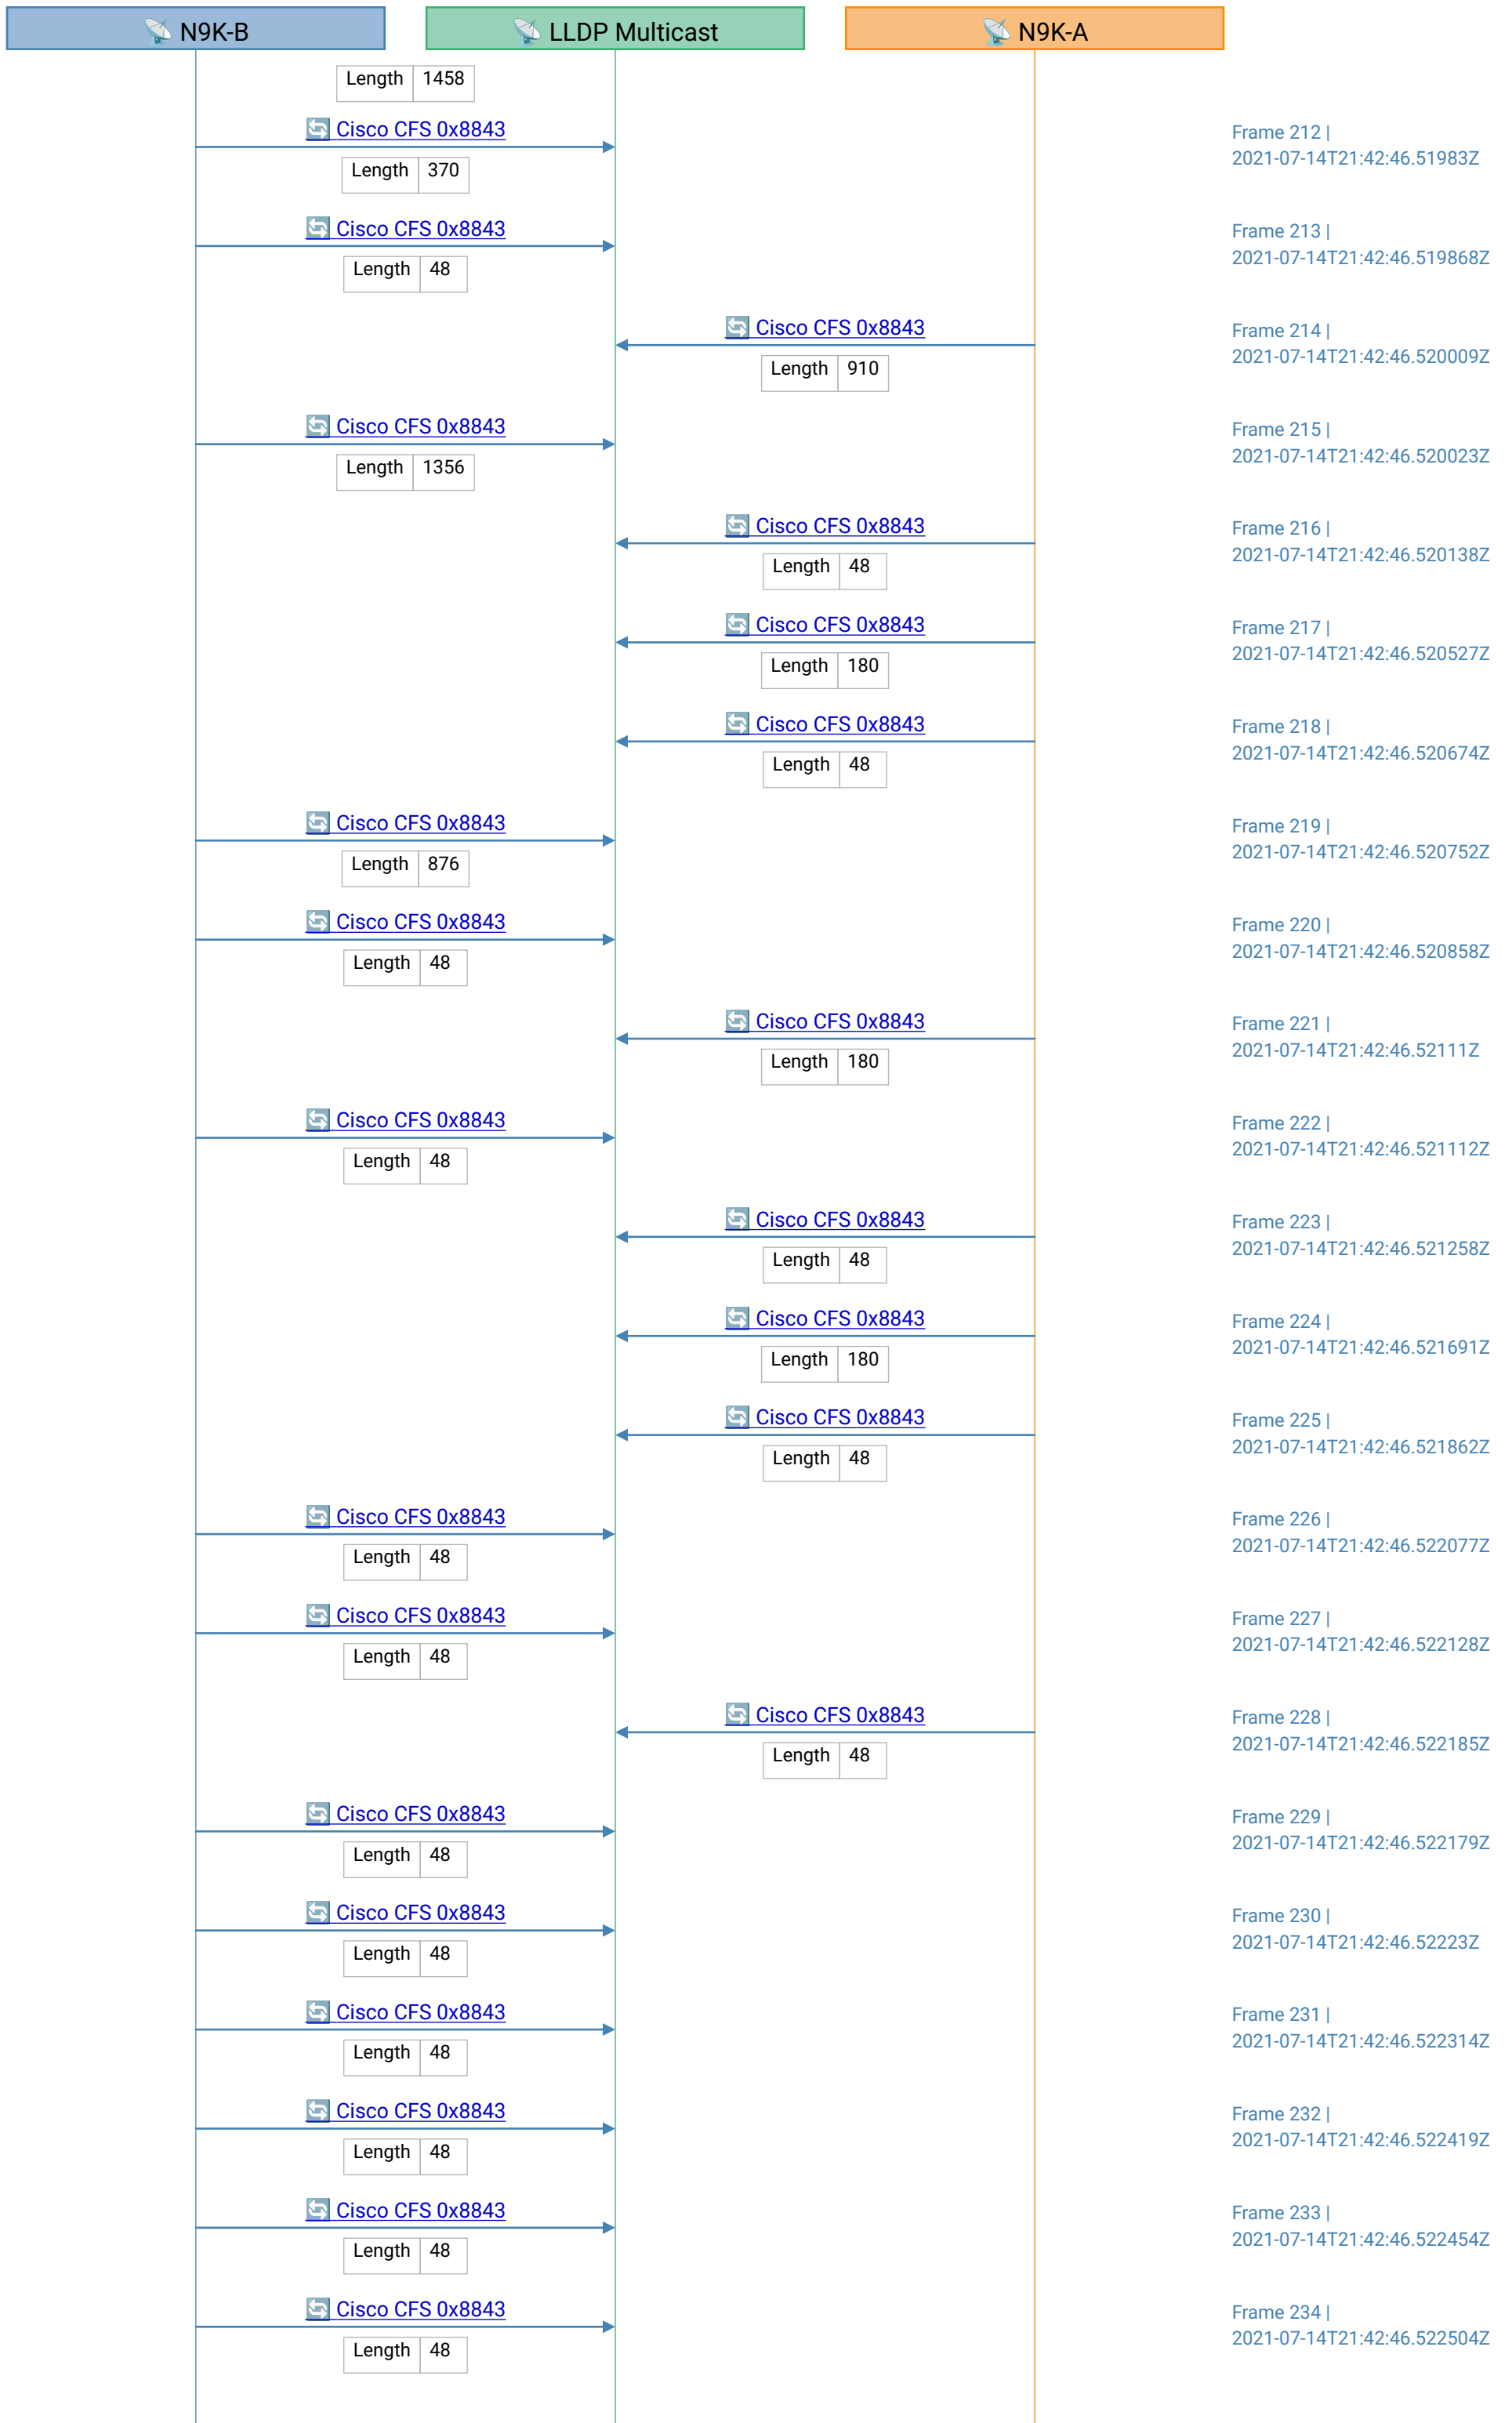 N9K-B
LLDP Multicast
N9K-A
Length 1458
Cisco CFS 0x8843
Frame 212 |
2021-07-14T21:42:46.51983Z
Length 370
Cisco CFS 0x8843
Frame 213 |
2021-07-14T21:42:46.519868Z
Length 48
Cisco CFS 0x8843
Frame 214 |
2021-07-14T21:42:46.520009Z
Length 910
Cisco CFS 0x8843
Frame 215 |
2021-07-14T21:42:46.520023Z
Length 1356
Cisco CFS 0x8843
Frame 216 |
2021-07-14T21:42:46.520138Z
Length 48
Cisco CFS 0x8843
Frame 217 |
2021-07-14T21:42:46.520527Z
Length 180
Cisco CFS 0x8843
Frame 218 |
2021-07-14T21:42:46.520674Z
Length 48
Cisco CFS 0x8843
Frame 219 |
2021-07-14T21:42:46.520752Z
Length 876
Cisco CFS 0x8843
Frame 220 |
2021-07-14T21:42:46.520858Z
Length 48
Cisco CFS 0x8843
Frame 221 |
2021-07-14T21:42:46.52111Z
Length 180
Cisco CFS 0x8843
Frame 222 |
2021-07-14T21:42:46.521112Z
Length 48
Cisco CFS 0x8843
Frame 223 |
2021-07-14T21:42:46.521258Z
Length 48
Cisco CFS 0x8843
Frame 224 |
2021-07-14T21:42:46.521691Z
Length 180
Cisco CFS 0x8843
Frame 225 |
2021-07-14T21:42:46.521862Z
Length 48
Cisco CFS 0x8843
Frame 226 |
2021-07-14T21:42:46.522077Z
Length 48
Cisco CFS 0x8843
Frame 227 |
2021-07-14T21:42:46.522128Z
Length 48
Cisco CFS 0x8843
Frame 228 |
2021-07-14T21:42:46.522185Z
Length 48
Cisco CFS 0x8843
Frame 229 |
2021-07-14T21:42:46.522179Z
Length 48
Cisco CFS 0x8843
Frame 230 |
2021-07-14T21:42:46.52223Z
Length 48
Cisco CFS 0x8843
Frame 231 |
2021-07-14T21:42:46.522314Z
Length 48
Cisco CFS 0x8843
Frame 232 |
2021-07-14T21:42:46.522419Z
Length 48
Cisco CFS 0x8843
Frame 233 |
2021-07-14T21:42:46.522454Z
Length 48
Cisco CFS 0x8843
Frame 234 |
2021-07-14T21:42:46.522504Z
Length 48